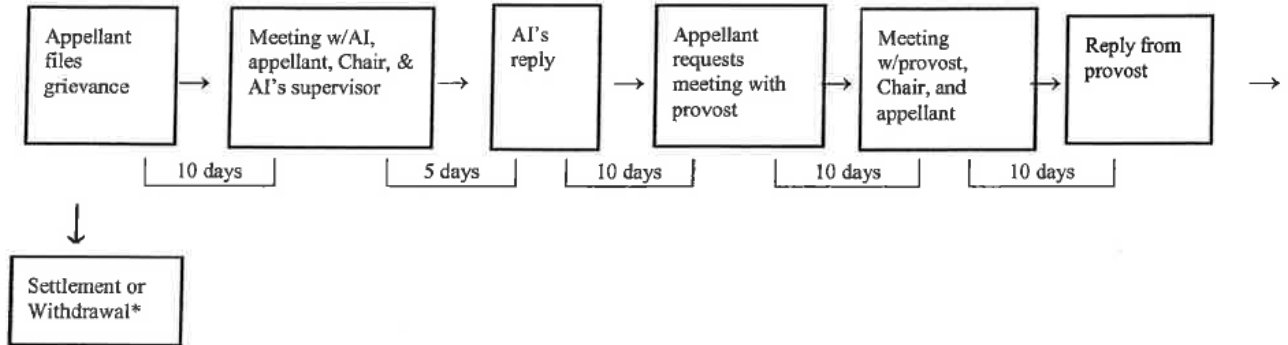 Appellant
files
grievance
Meeting w/AI,
appellant, Chair, &
AI's supervisor
AI's
reply
Appellant
requests
meeting with
provost
Meeting
w/provost,
Chair, and
appellant
Reply from
provost
10 days
5 days
10 days
10 days
10 days
Settlement or
Withdrawal*